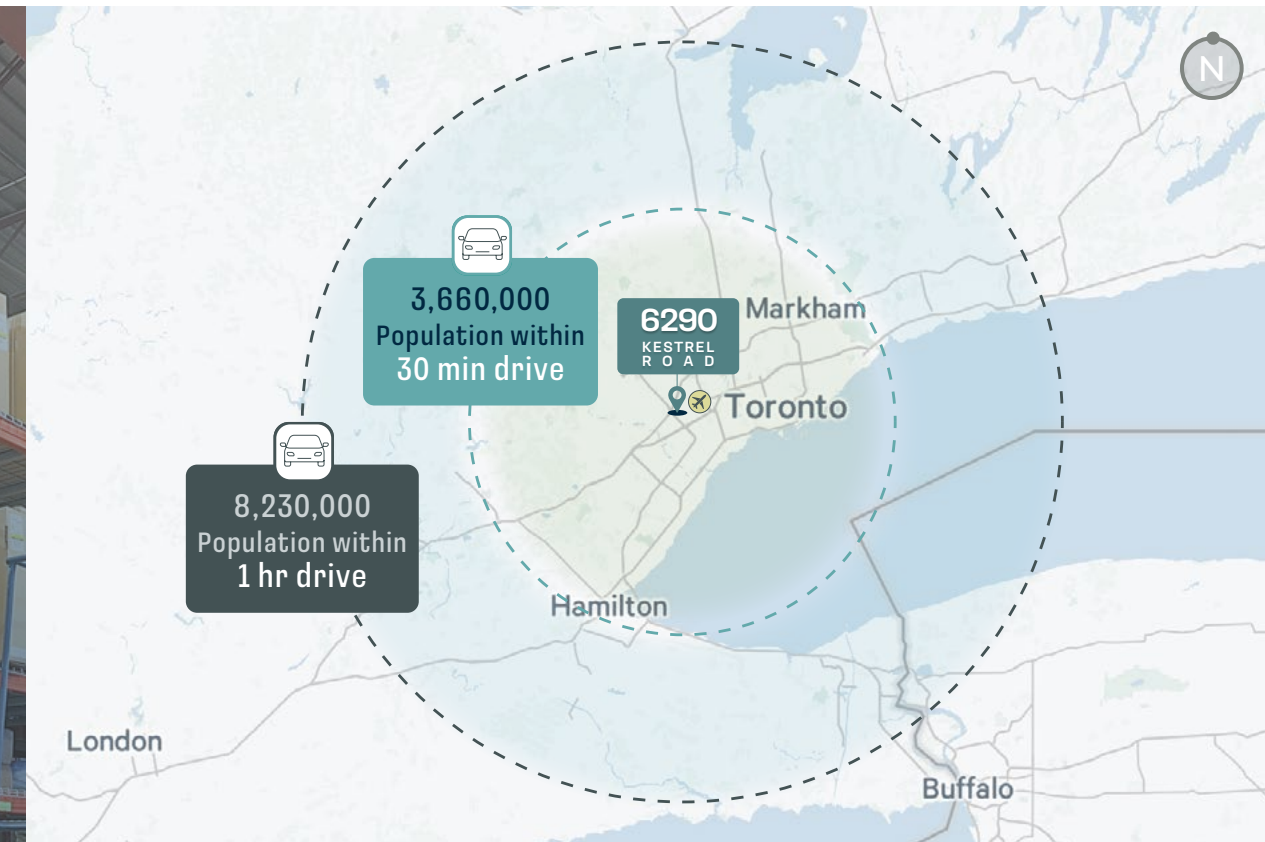 N
3,660,000
Population within
30 min drive
6290
KESTREL
ROAD
Markham
Toronto
8,230,000
Population within
1 hr drive
Hamilton
London
Buffalo